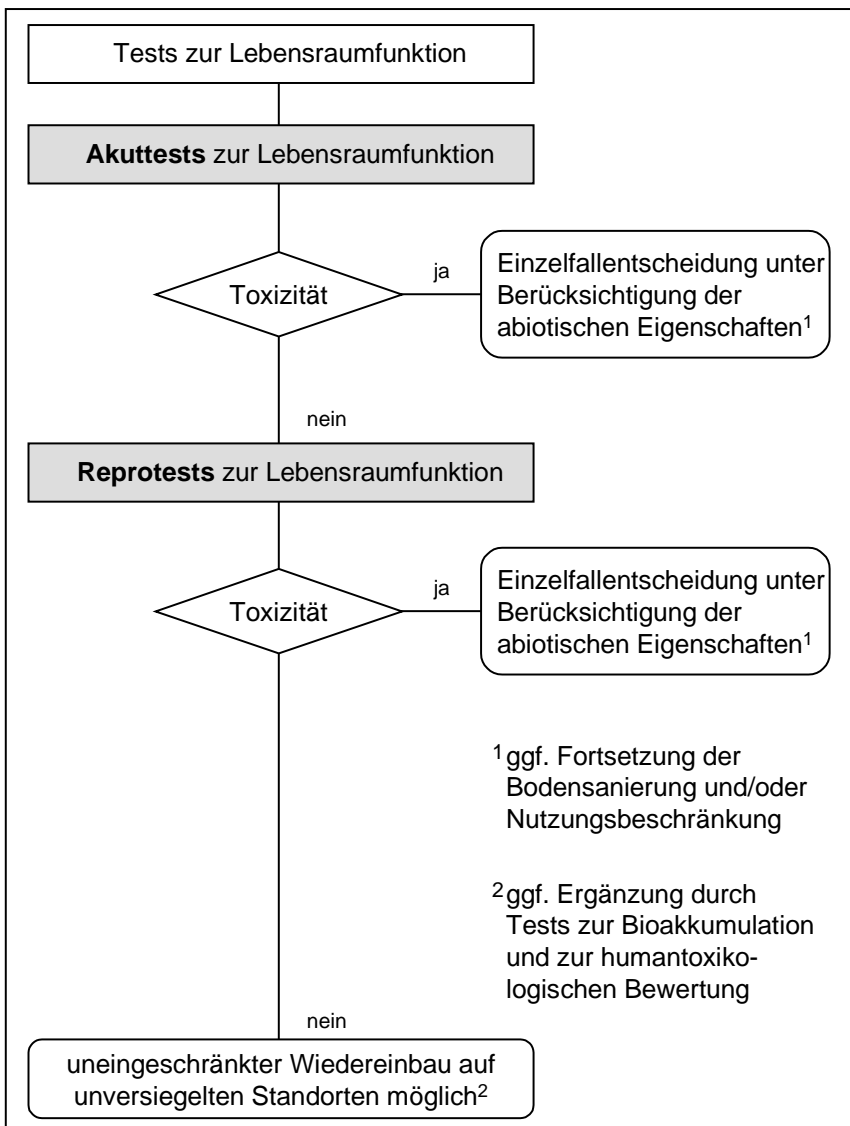 Tests zur Lebensraumfunktion
Akuttests zur Lebensraumfunktion
Toxizität
ja
Einzelfallentscheidung unter
Berücksichtigung der
abiotischen Eigenschaften¹
nein
Reprotests zur Lebensraumfunktion
Toxizität
ja
Einzelfallentscheidung unter
Berücksichtigung der
abiotischen Eigenschaften¹
¹ ggf. Fortsetzung der
Bodensanierung und/oder
Nutzungsbeschränkung
² ggf. Ergänzung durch
Tests zur Bioakkumulation
und zur humantoxiko-
logischen Bewertung
nein
uneingeschränkter Wiedereinbau auf
unversiegelten Standorten möglich²